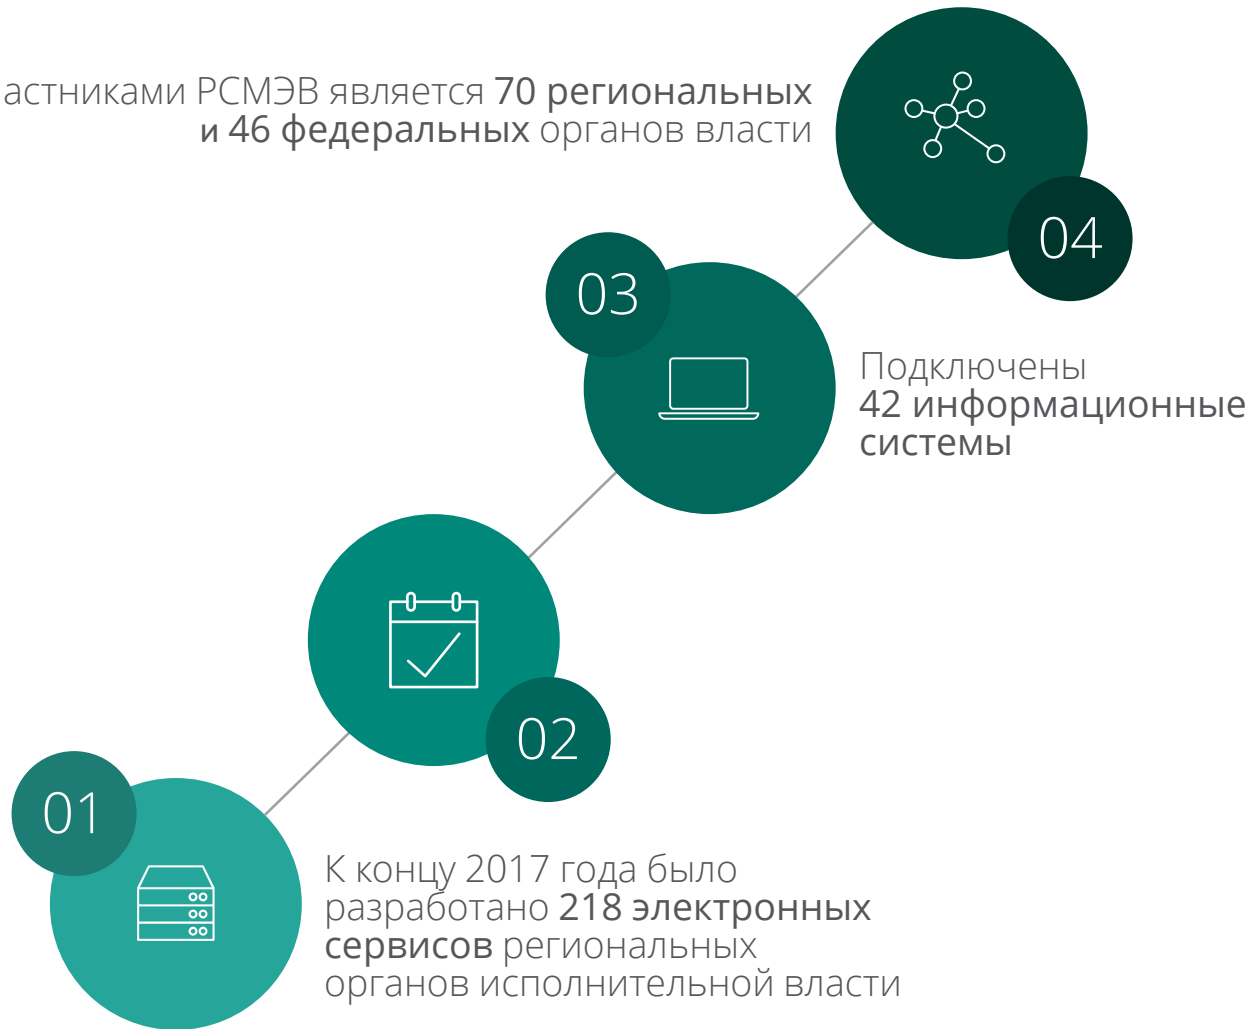 астниками РСМЭВ является 70 региональных
и 46 федеральных органов власти
04
03
Подключены
42 информационные
системы
02
01
К концу 2017 года было
разработано 218 электронных
сервисов региональных
органов исполнительной власти